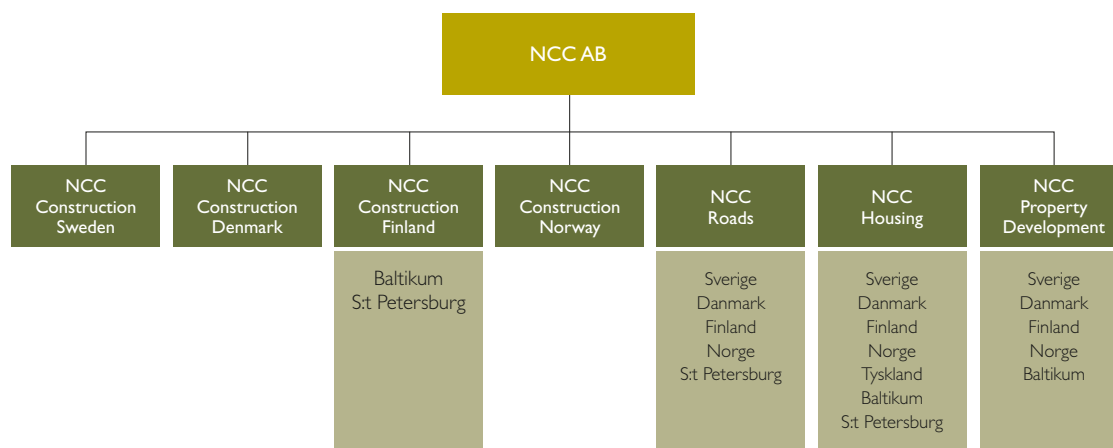 NCC AB
NCC
Construction
Sweden
NCC
Construction
Denmark
NCC
Construction
Finland
NCC
Construction
Norway
NCC
Roads
NCC
Housing
NCC
Property
Development
Baltikum
S:t Petersburg
Sverige
Danmark
Finland
Norge
S:t Petersburg
Sverige
Danmark
Finland
Norge
Tyskland
Baltikum
S:t Petersburg
Sverige
Danmark
Finland
Norge
Baltikum